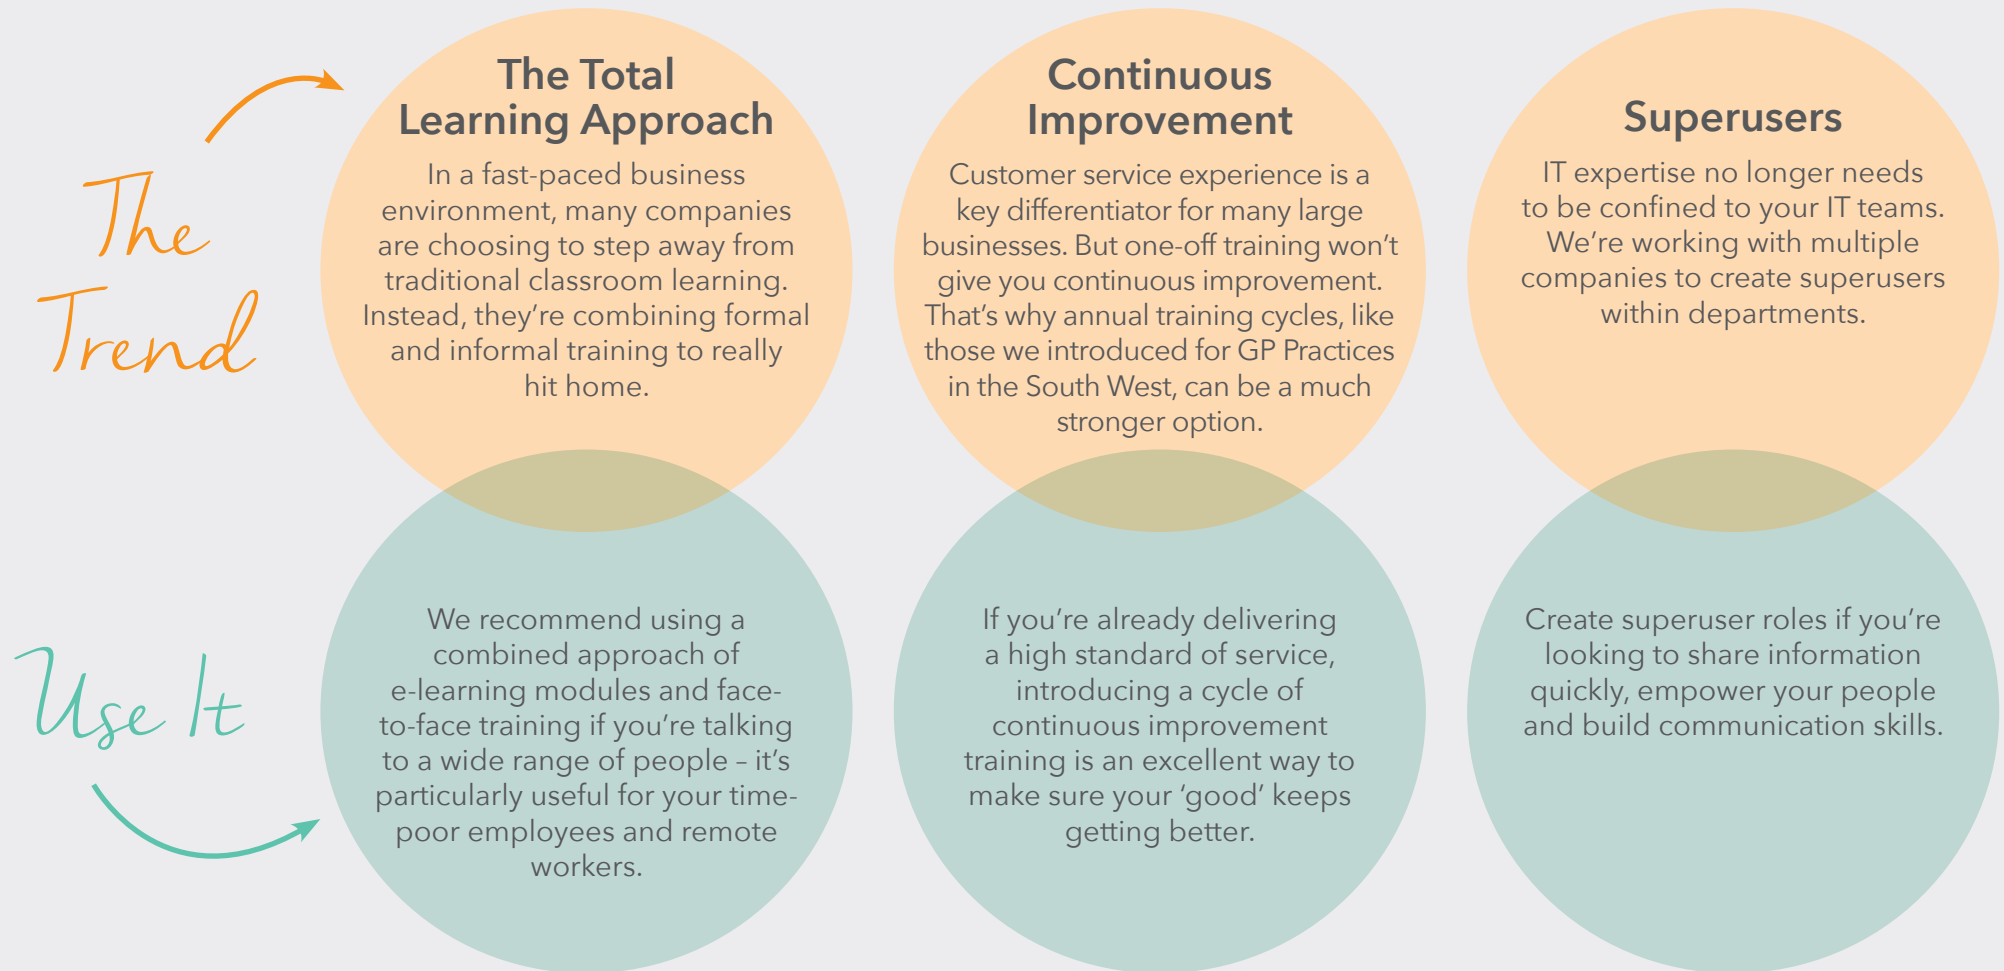 The
Trend
The Total
Learning Approach
In a fast-paced business
environment, many companies
are choosing to step away from
traditional classroom learning.
Instead, they're combining formal
and informal training to really
hit home.
Continuous
Improvement
Customer service experience is a
key differentiator for many large
businesses. But one-off training won't
give you continuous improvement.
That's why annual training cycles, like
those we introduced for GP Practices
in the South West, can be a much
stronger option.
Superusers
IT expertise no longer needs
to be confined to your IT teams.
We're working with multiple
companies to create superusers
within departments.
Use It
We recommend using a
combined approach of
e-learning modules and face-
to-face training if you're talking
to a wide range of people – it's
particularly useful for your time-
poor employees and remote
workers.
If you're already delivering
a high standard of service,
introducing a cycle of
continuous improvement
training is an excellent way to
make sure your 'good' keeps
getting better.
Create superuser roles if you're
looking to share information
quickly, empower your people
and build communication skills.